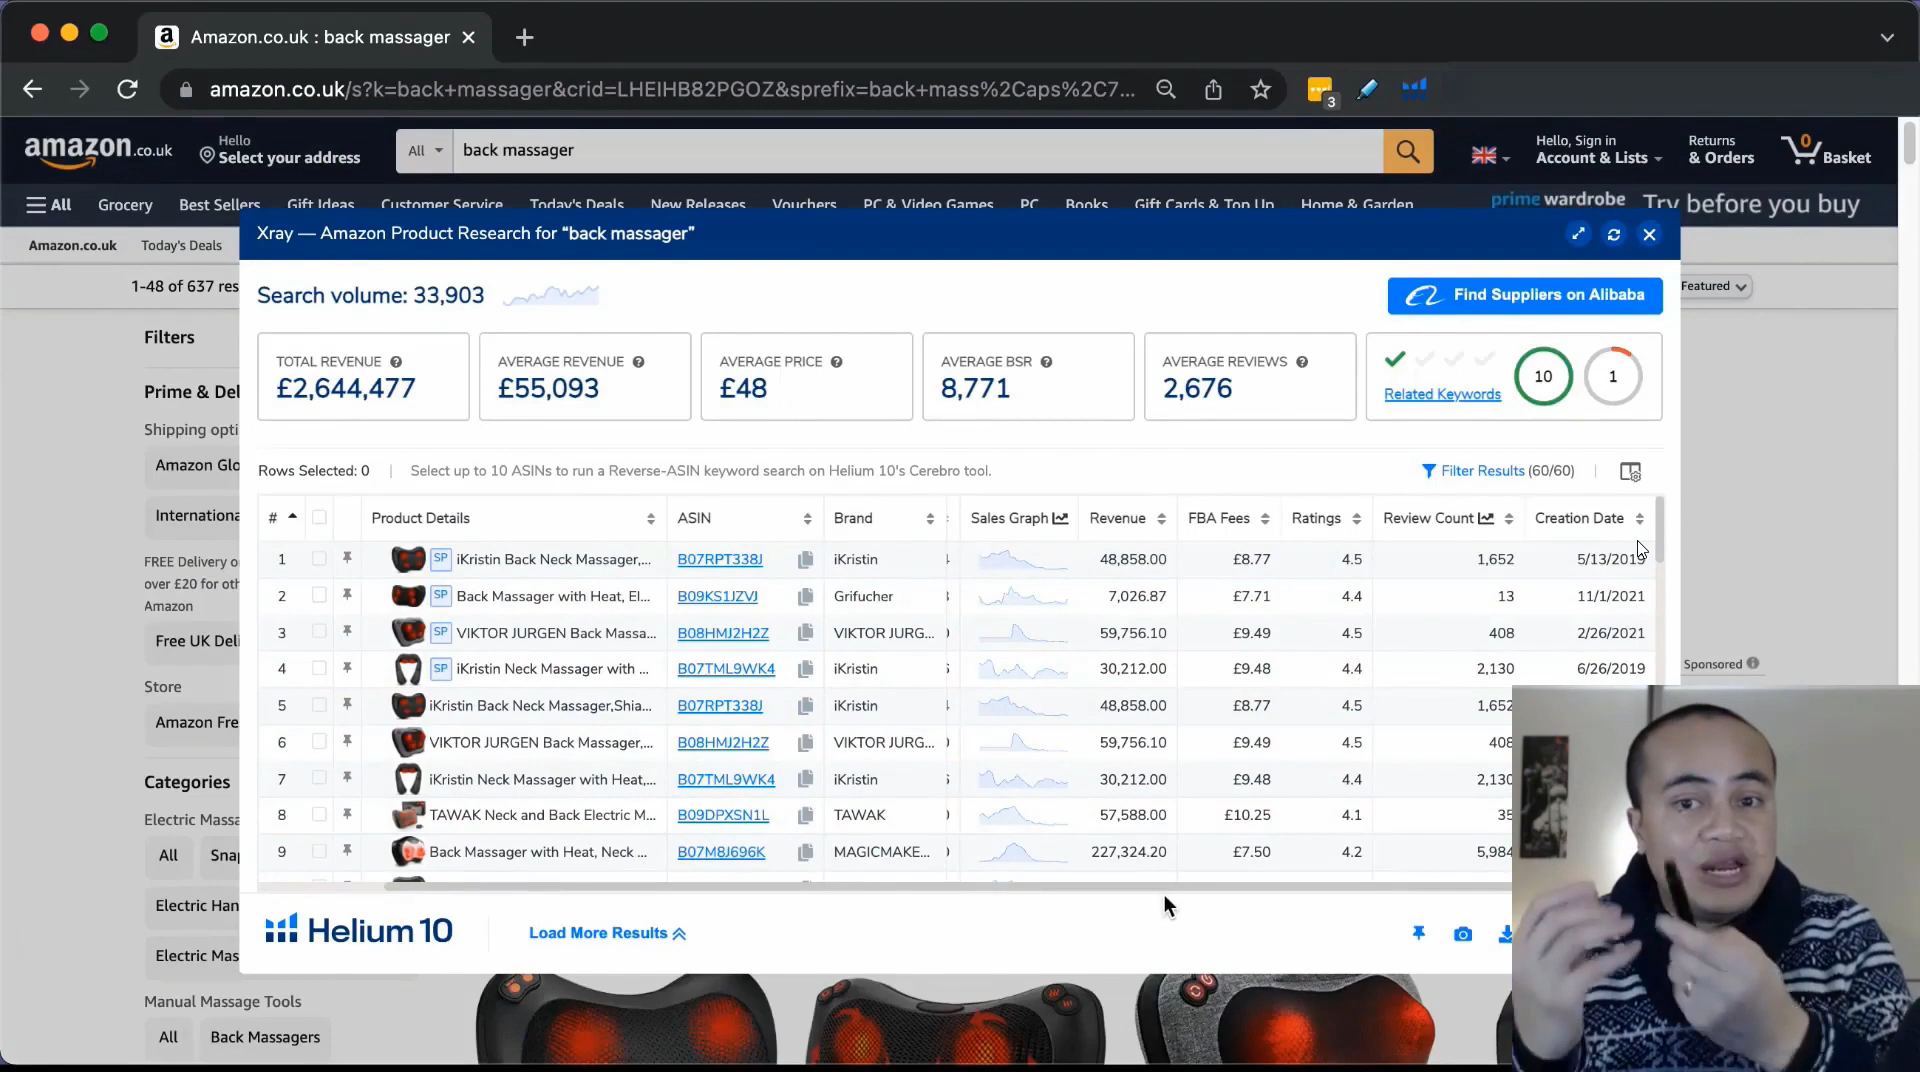 Amazon.co.uk : back massager
amazon.co.uk/s?k=back+massager&crid=LHEIHB82PGOZ&sprefix=back+mass%2Caps%2C7...
3
amazon.co.uk
Hello
Select your address
All
back massager
Hello, Sign in
Account & Lists
Returns
& Orders
0
Basket
All
Grocery
Best Sellers
Gift Ideas
Customer Service
Today's Deals
New Releases
Vouchers
PC & Video Games
PC
Books
Gift Cards & Top Up
Home & Garden
prime wardrobe
Try before you buy
Amazon.co.uk
Today's Deals
Xray — Amazon Product Research for “back massager”
1-48 of 637 res
Featured
Search volume: 33,903
Find Suppliers on Alibaba
TOTAL REVENUE
£2,644,477
AVERAGE REVENUE
£55,093
AVERAGE PRICE
£48
AVERAGE BSR
8,771
AVERAGE REVIEWS
2,676
Related Keywords
10
1
Rows Selected: 0
Select up to 10 ASINs to run a Reverse-ASIN keyword search on Helium 10's Cerebro tool.
Filter Results (60/60)
# Product Details ASIN Brand Sales Graph Revenue FBA Fees Ratings Review Count Creation Date
1 SP iKristin Back Neck Massager,... B07RPT338J iKristin 48,858.00 £8.77 4.5 1,652 5/13/2019
2 SP Back Massager with Heat, El... B09KS1JZVJ Grifucher 7,026.87 £7.71 4.4 13 11/1/2021
3 SP VIKTOR JURGEN Back Massa... B08HMJ2H2Z VIKTOR JURG... 59,756.10 £9.49 4.5 408 2/26/2021
4 SP iKristin Neck Massager with ... B07TML9WK4 iKristin 30,212.00 £9.48 4.4 2,130 6/26/2019
5 iKristin Back Neck Massager,Shia... B07RPT338J iKristin 48,858.00 £8.77 4.5 1,652
6 VIKTOR JURGEN Back Massager,... B08HMJ2H2Z VIKTOR JURG... 59,756.10 £9.49 4.5 408
7 iKristin Neck Massager with Heat,... B07TML9WK4 iKristin 30,212.00 £9.48 4.4 2,130
8 TAWAK Neck and Back Electric M... B09DPXSN1L TAWAK 57,588.00 £10.25 4.1 35
9 Back Massager with Heat, Neck ... B07M8J696K MAGICMAKE... 227,324.20 £7.50 4.2 5,984
Helium 10
Load More Results
Filters
Prime & Del
Shipping opti
Amazon Glo
Internationa
FREE Delivery o
over £20 for oth
Amazon
Free UK Deli
Store
Amazon Fre
Categories
Electric Massa
All
Snap
Electric Han
Electric Mas
Manual Massage Tools
All
Back Massagers
Sponsored